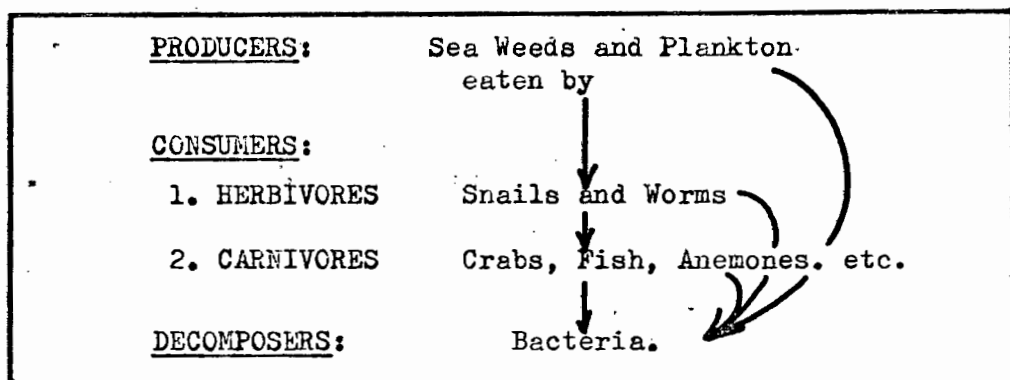 PRODUCERS: Sea Weeds and Plankton
eaten by
CONSUMERS:
1. HERBIVORES Snails and Worms
2. CARNIVORES Crabs, Fish, Anemones. etc.
DECOMPOSERS: Bacteria.